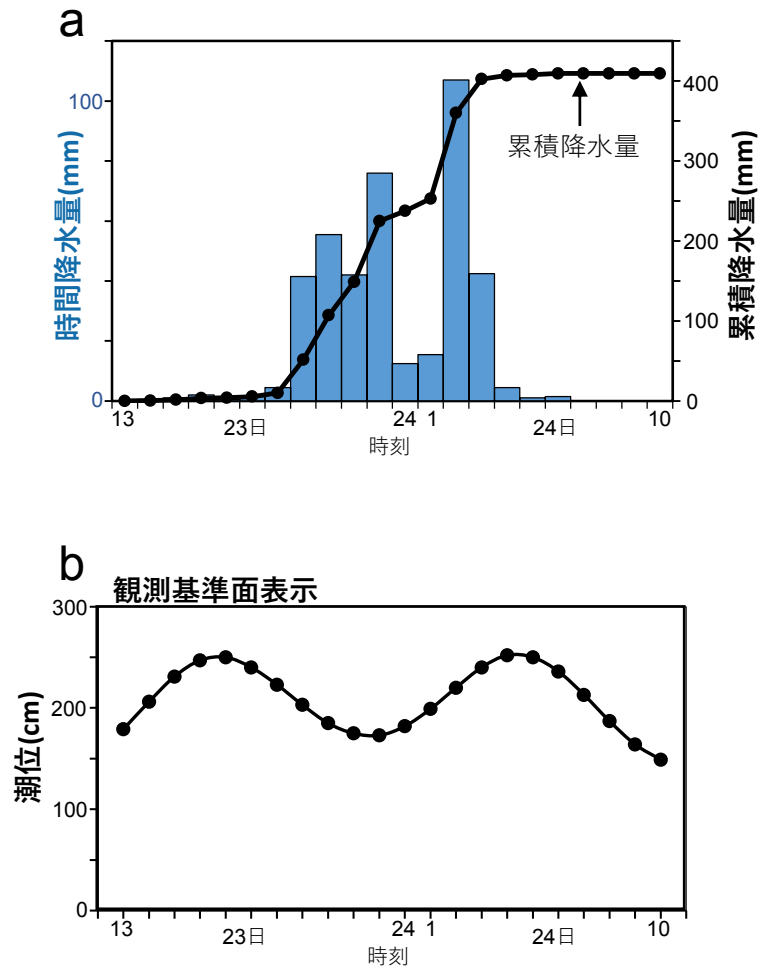 a
時間降水量(mm)
100
0
累積降水量
400
300
200
100
0
累積降水量(mm)
13
24
1
10
23日
24日
時刻
b
観測基準面表示
潮位(cm)
300
200
100
0
13
24
1
10
23日
24日
時刻